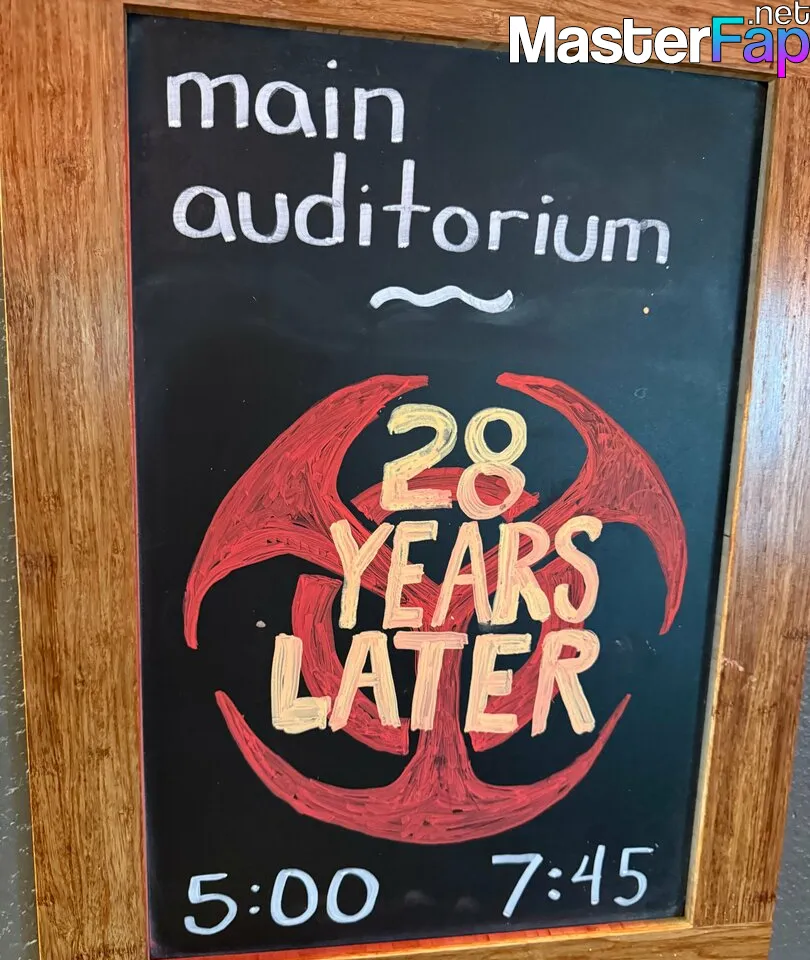 MasterFap.net
main
auditorium
28
YEARS
LATER
5:00 7:45